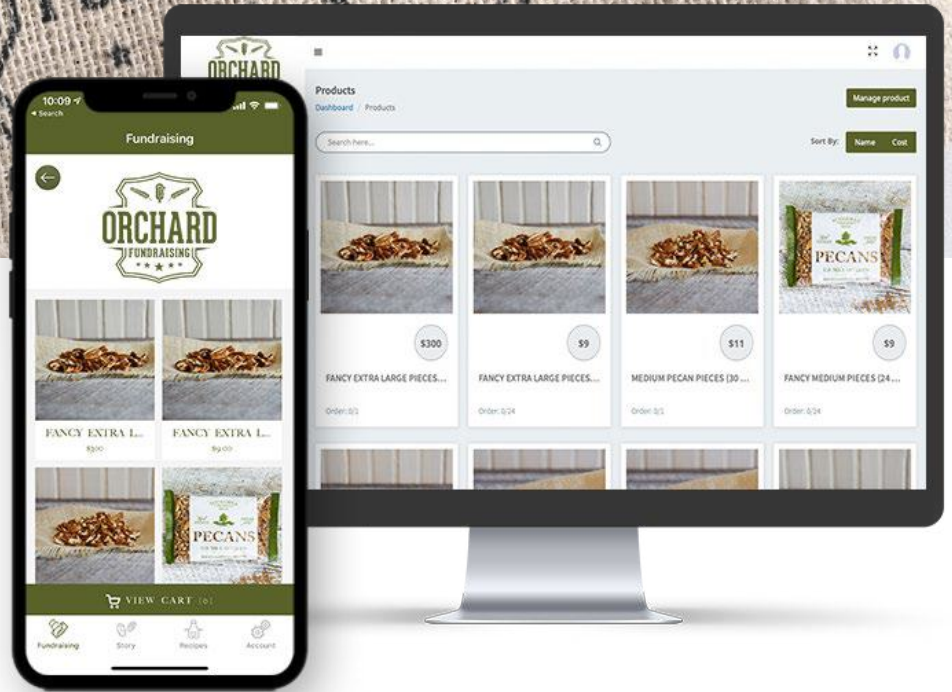 10:09
Search
Fundraising
ORCHARD
FUNDRAISING
FANCY EXTRA L...
$300
FANCY EXTRA L...
$9.00
PECANS
VIEW CART (0)
Fundraising
Story
Recipes
Account
ORCHARD
Products
Dashboard / Products
Manage product
Search here...
Sort By:
Name
Cost
$300
FANCY EXTRA LARGE PIECES...
Order: 0/1
$9
FANCY EXTRA LARGE PIECES...
Order: 0/24
$11
MEDIUM PECAN PIECES (30 ...
Order: 0/1
PECANS
$9
FANCY MEDIUM PIECES (24 ...
Order: 0/24